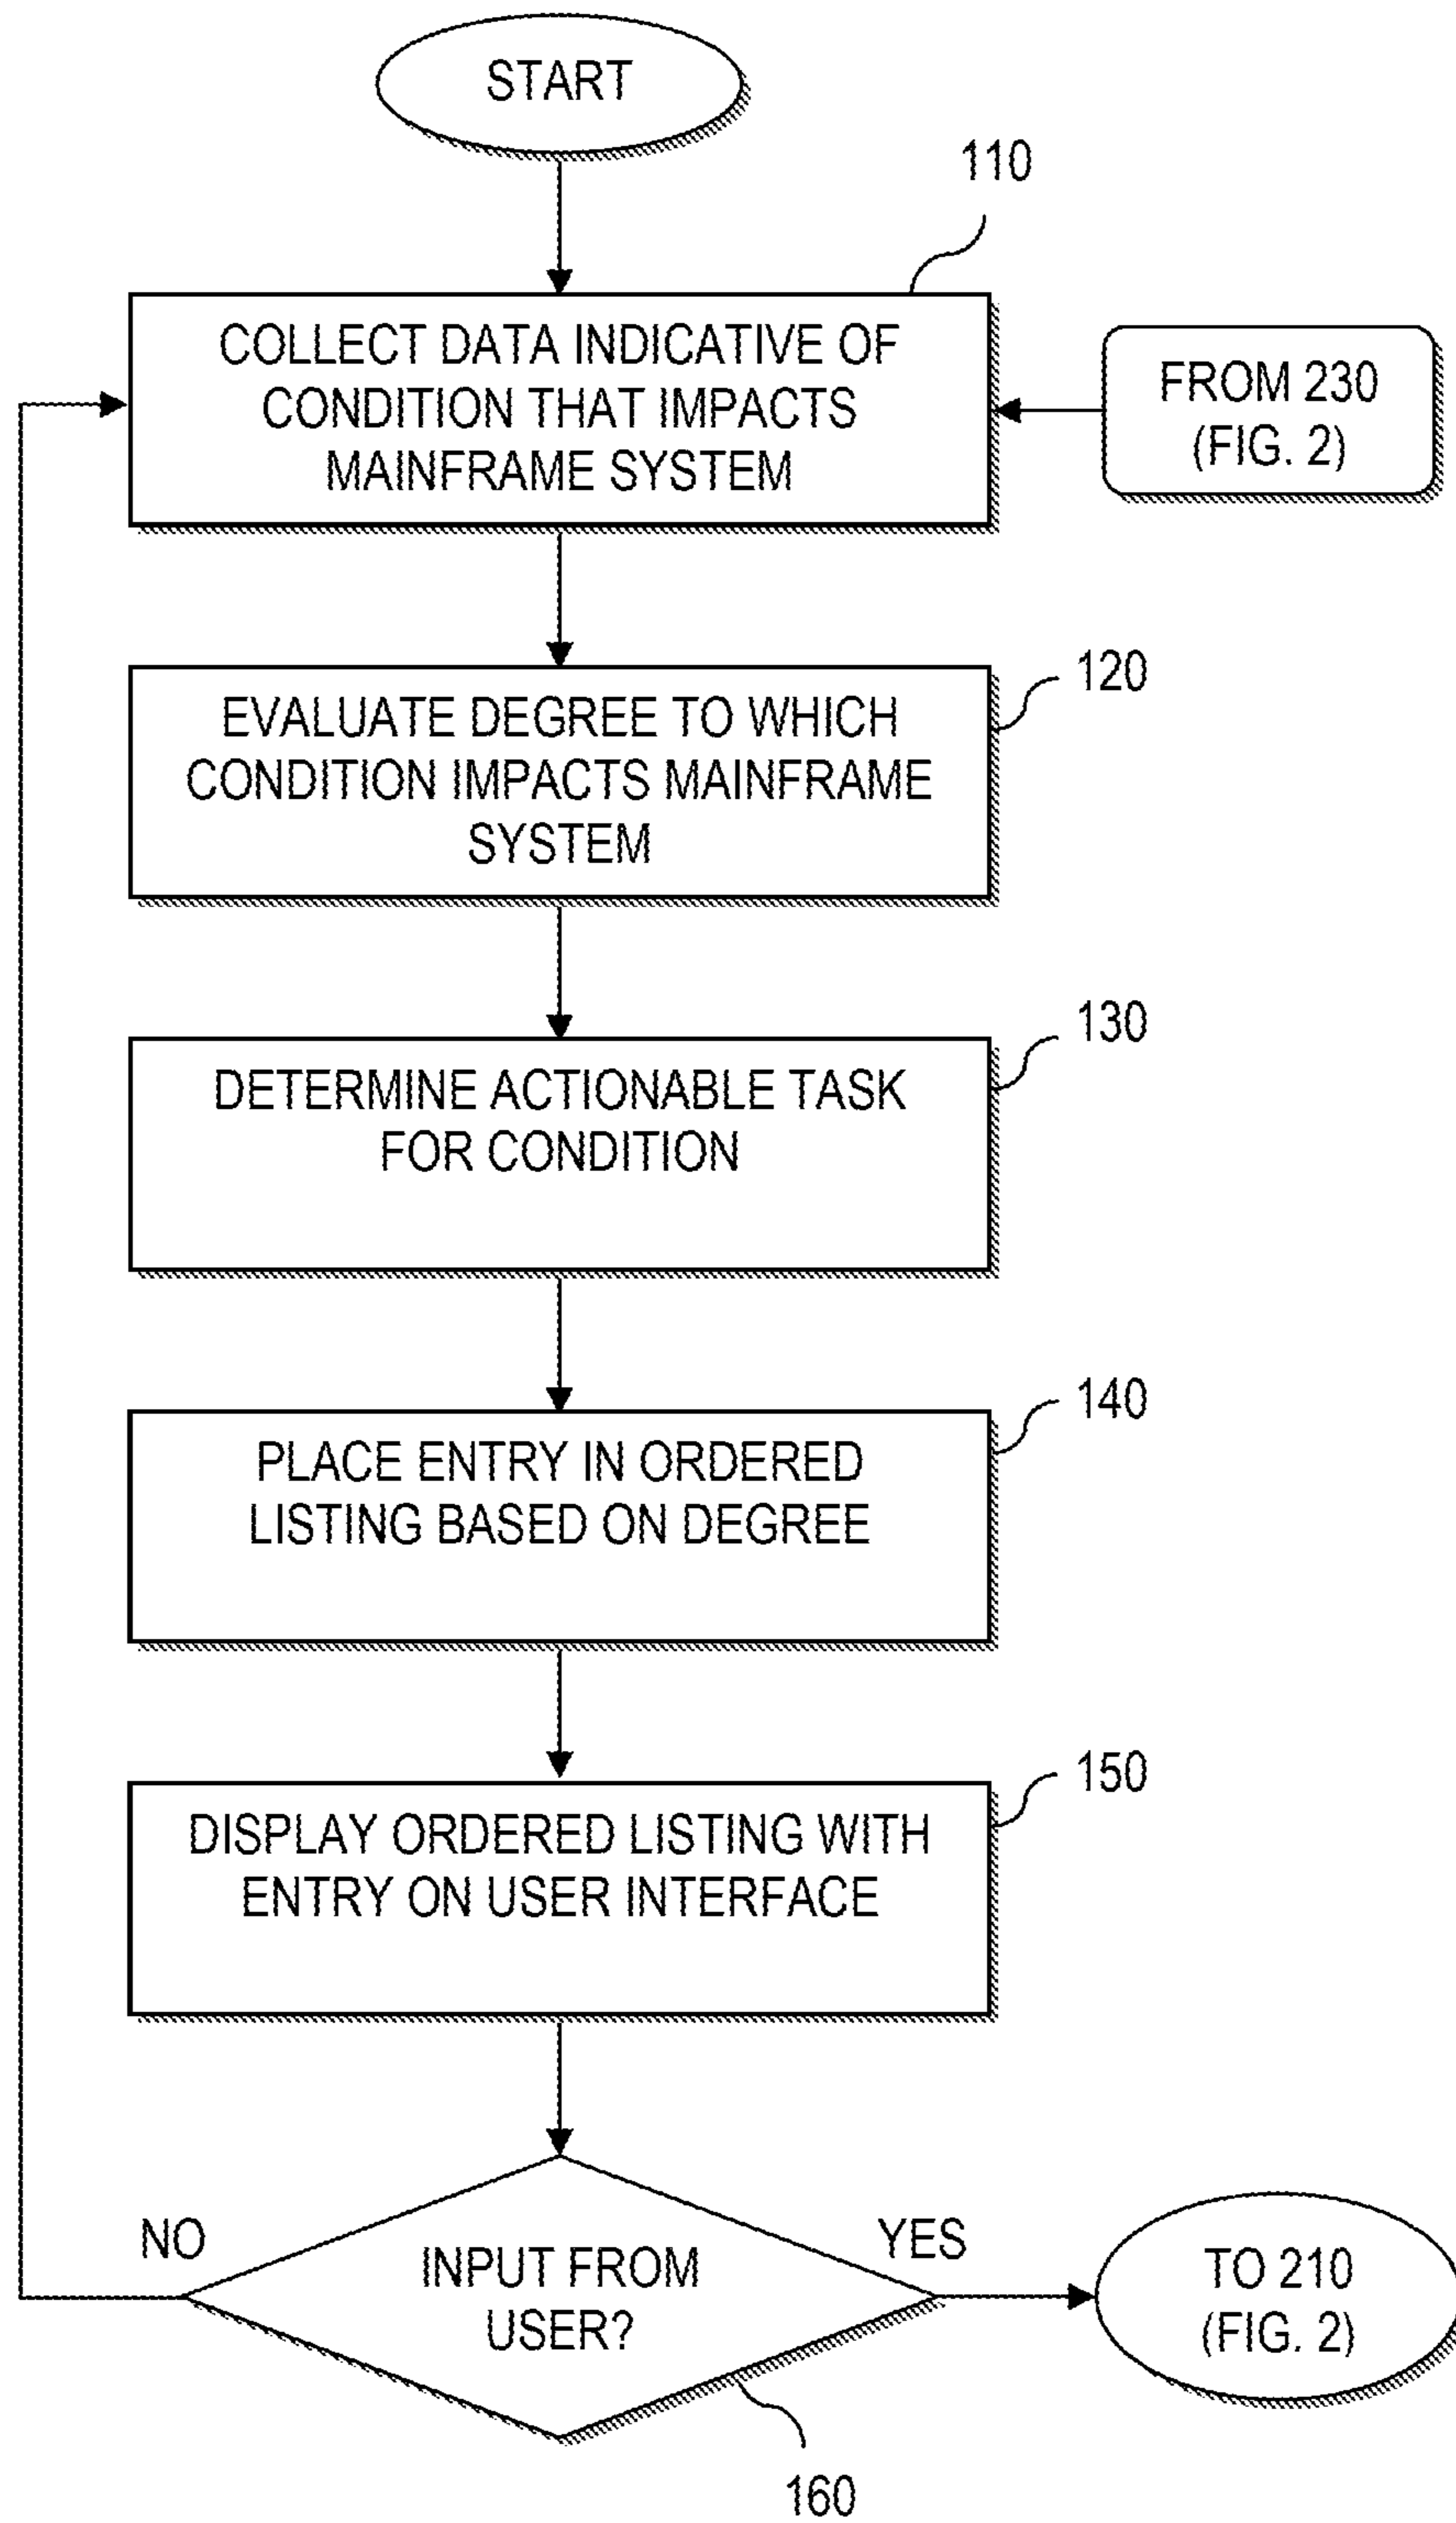 START
110
COLLECT DATA INDICATIVE OF
CONDITION THAT IMPACTS
MAINFRAME SYSTEM
FROM 230
(FIG. 2)
120
EVALUATE DEGREE TO WHICH
CONDITION IMPACTS MAINFRAME
SYSTEM
130
DETERMINE ACTIONABLE TASK
FOR CONDITION
140
PLACE ENTRY IN ORDERED
LISTING BASED ON DEGREE
150
DISPLAY ORDERED LISTING WITH
ENTRY ON USER INTERFACE
NO
INPUT FROM
USER?
YES
TO 210
(FIG. 2)
160